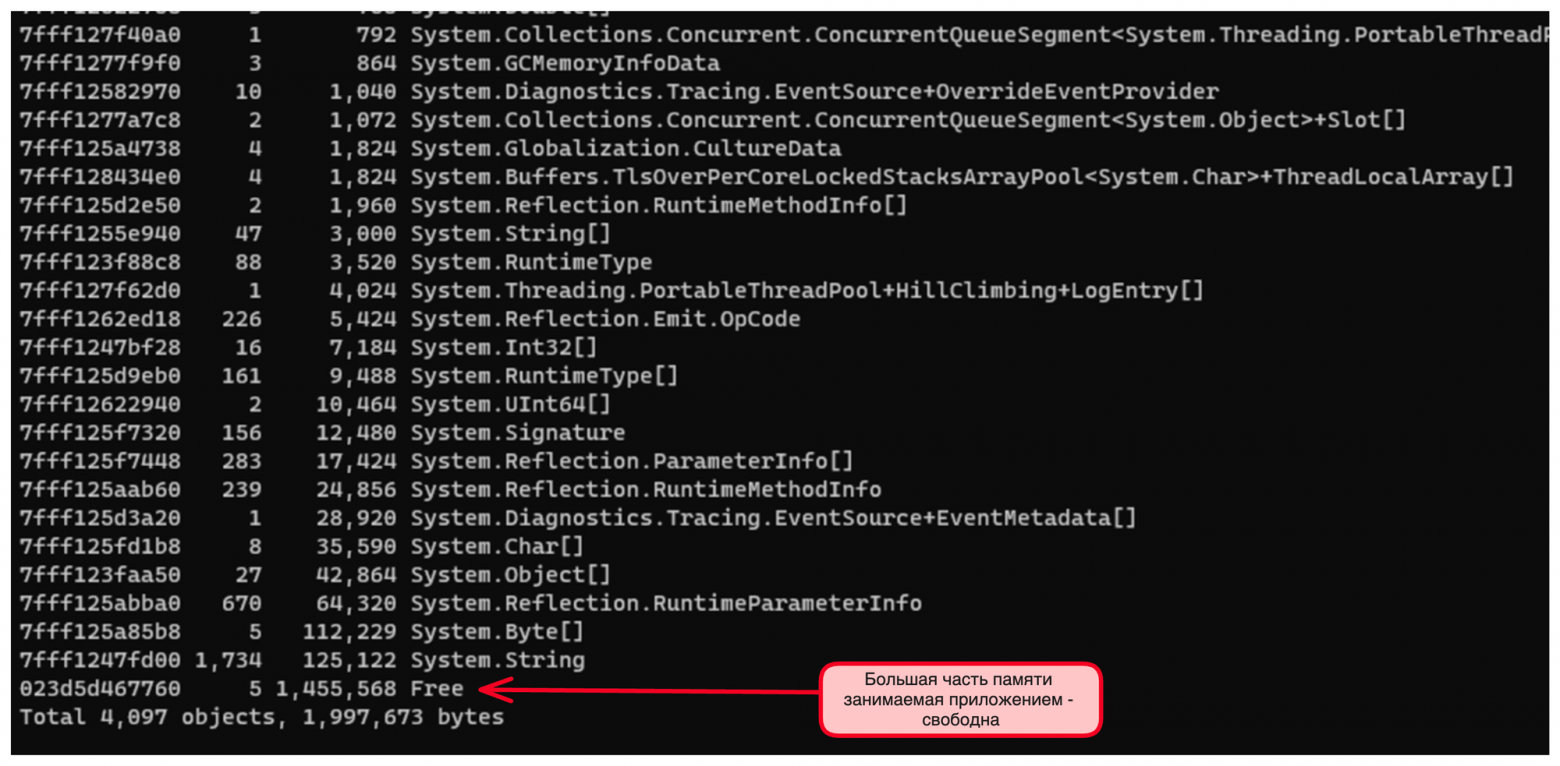 7fff127f40a0 1 792 System.Collections.Concurrent.ConcurrentQueueSegment<System.Threading.PortableThreadP
7fff1277f9f0 3 864 System.GCMemoryInfoData
7fff12582970 10 1,040 System.Diagnostics.Tracing.EventSource+OverrideEventProvider
7fff1277a7c8 2 1,072 System.Collections.Concurrent.ConcurrentQueueSegment<System.Object>+Slot[]
7fff125a4738 4 1,824 System.Globalization.CultureData
7fff128434e0 4 1,824 System.Buffers.TlsOverPerCoreLockedStacksArrayPool<System.Char>+ThreadLocalArray[]
7fff125d2e50 2 1,960 System.Reflection.RuntimeMethodInfo[]
7fff1255e940 47 3,000 System.String[]
7fff123f88c8 88 3,520 System.RuntimeType
7fff127f62d0 1 4,024 System.Threading.PortableThreadPool+HillClimbing+LogEntry[]
7fff1262ed18 226 5,424 System.Reflection.Emit.OpCode
7fff1247bf28 16 7,184 System.Int32[]
7fff125d9eb0 161 9,488 System.RuntimeType[]
7fff12622940 2 10,464 System.UInt64[]
7fff125f7320 156 12,480 System.Signature
7fff125f7448 283 17,424 System.Reflection.ParameterInfo[]
7fff125aab60 239 24,856 System.Reflection.RuntimeMethodInfo
7fff125d3a20 1 28,920 System.Diagnostics.Tracing.EventSource+EventMetadata[]
7fff125fd1b8 8 35,590 System.Char[]
7fff123faa50 27 42,864 System.Object[]
7fff125abba0 670 64,320 System.Reflection.RuntimeParameterInfo
7fff125a85b8 5 112,229 System.Byte[]
7fff1247fd00 1,734 125,122 System.String
023d5d467760 5 1,455,568 Free
Total 4,097 objects, 1,997,673 bytes
Большая часть памяти
занимаемая приложением -
свободна